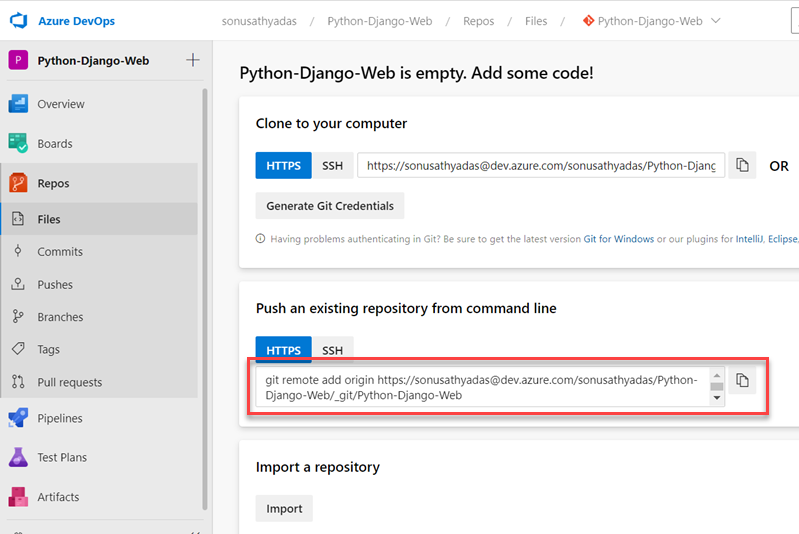 Azure DevOps
sonusathyadas / Python-Django-Web / Repos / Files / Python-Django-Web
P Python-Django-Web
Overview
Boards
Repos
Files
Commits
Pushes
Branches
Tags
Pull requests
Pipelines
Test Plans
Artifacts
Python-Django-Web is empty. Add some code!
Clone to your computer
HTTPS SSH https://sonusathyadas@dev.azure.com/sonusathyadas/Python-Djang OR
Generate Git Credentials
Having problems authenticating in Git? Be sure to get the latest version Git for Windows or our plugins for IntelliJ, Eclipse,
Push an existing repository from command line
HTTPS SSH
git remote add origin https://sonusathyadas@dev.azure.com/sonusathyadas/Python-
Django-Web/_git/Python-Django-Web
Import a repository
Import